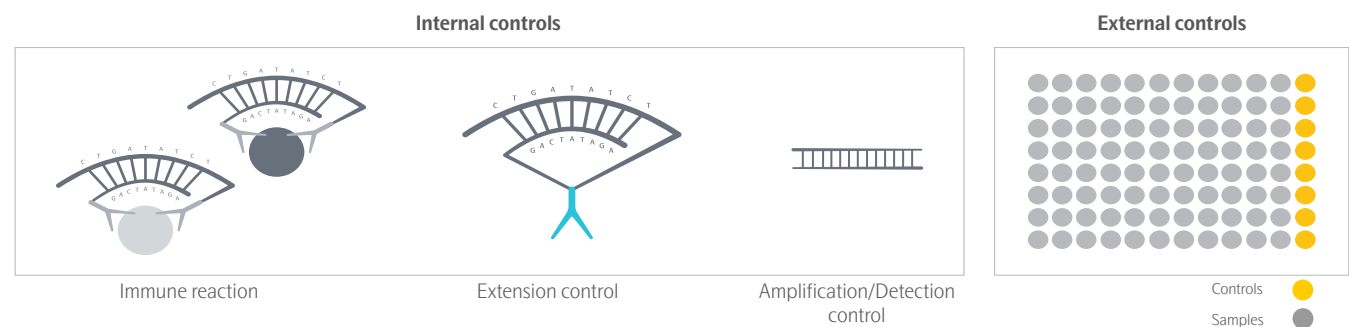 Internal controls
External controls
C T G A T A T C T
G A C T A T A G A
C T G A T A T C T
G A C T A T A G A
C T G A T A T C T
G A C T A T A G A
Immune reaction
Extension control
Amplification/Detection
control
Controls
Samples